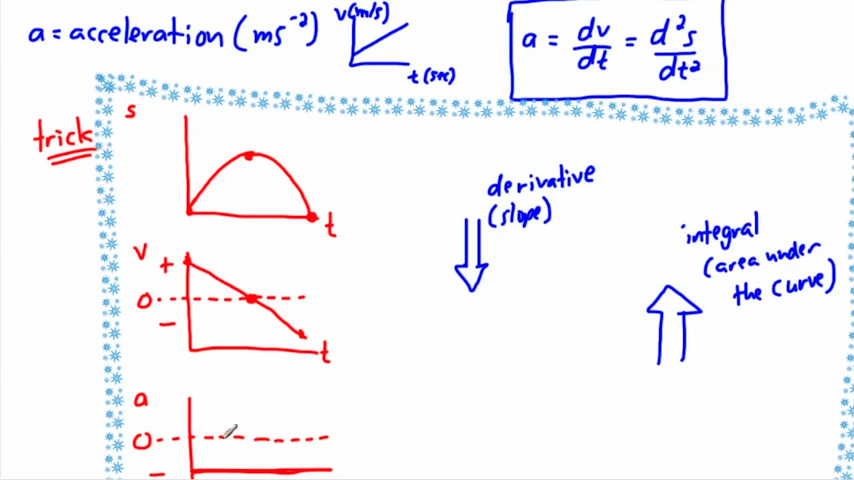 a = acceleration (ms⁻²)
v(m/s)
t (sec)
a = dv/dt = d²s/dt²
trick
s
t
derivative
(slope)
integral
(area under
the curve)
v
+
0
−
t
a
0
−